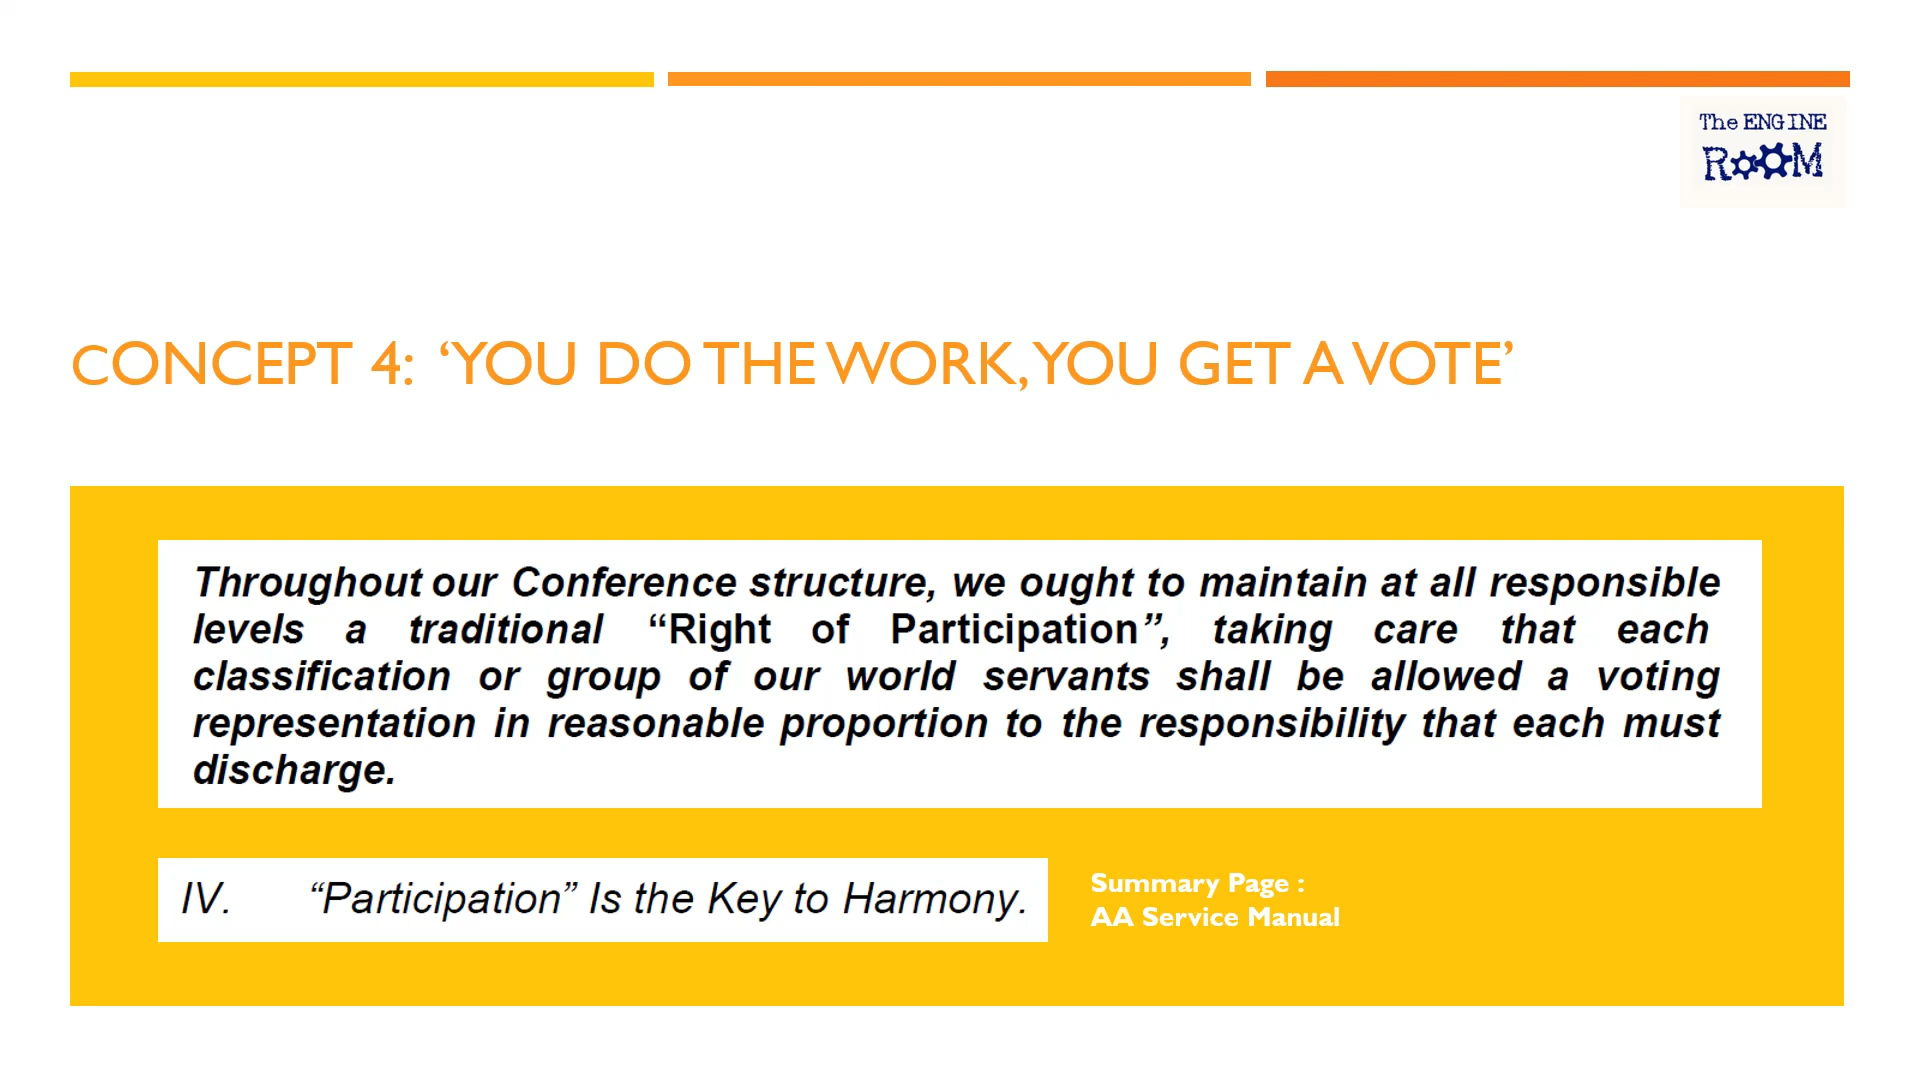 The ENGINE
ROOM
CONCEPT 4: ‘YOU DO THE WORK, YOU GET A VOTE’
Throughout our Conference structure, we ought to maintain at all responsible
levels a traditional “Right of Participation”, taking care that each
classification or group of our world servants shall be allowed a voting
representation in reasonable proportion to the responsibility that each must
discharge.
IV. “Participation” Is the Key to Harmony.
Summary Page :
AA Service Manual